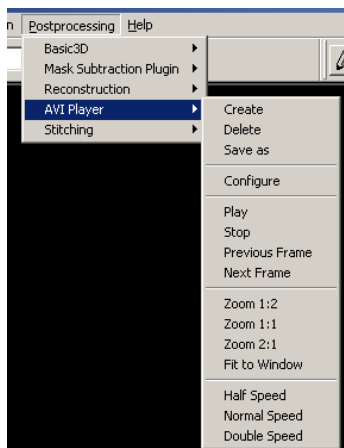 n Postprocessing Help
Basic3D
Mask Subtraction Plugin
Reconstruction
AVI Player
Stitching
Create
Delete
Save as
Configure
Play
Stop
Previous Frame
Next Frame
Zoom 1:2
Zoom 1:1
Zoom 2:1
Fit to Window
Half Speed
Normal Speed
Double Speed